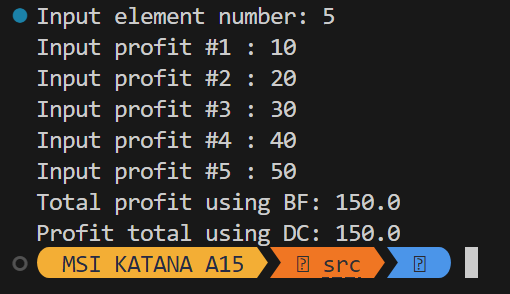 Input element number: 5
Input profit #1 : 10
Input profit #2 : 20
Input profit #3 : 30
Input profit #4 : 40
Input profit #5 : 50
Total profit using BF: 150.0
Profit total using DC: 150.0
MSI KATANA A15 src